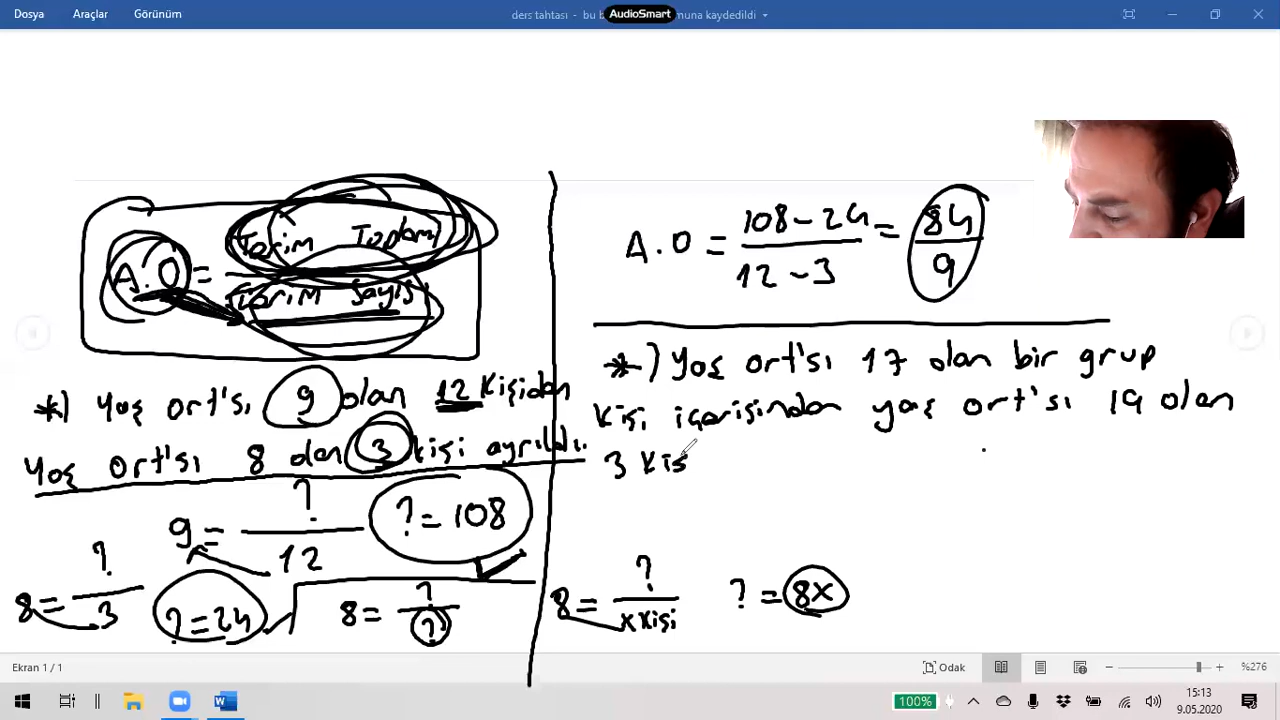 Dosya Araçlar Görünüm
ders tahtası - bu b
AudioSmart
muna kaydedildi
A.O = Terim Toplamı
Terim Sayısı
*) Yaş ort'sı 9 olan 12 kişiden
Yaş ort'sı 8 olan 3 kişi ayrıldı.
9 = ?
12
? = 108
8 = ?
3
? = 24
8 = ?
?
A.O = 108 - 24 = 84
12 - 3
9
*) Yaş ort'sı 17 olan bir grup
kişi içerisinden yaş ort'sı 19 olan
3 kis
8 = ?
x kişi
? = 8x
Ekran 1 / 1
Odak
%276
100%
15:13
9.05.2020